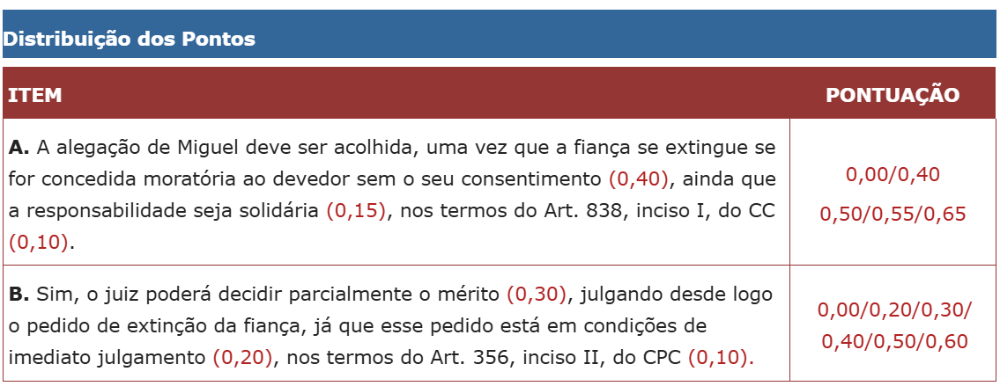 Distribuição dos Pontos
ITEM PONTUAÇÃO
A. A alegação de Miguel deve ser acolhida, uma vez que a fiança se extingue se
for concedida moratória ao devedor sem o seu consentimento (0,40), ainda que
a responsabilidade seja solidária (0,15), nos termos do Art. 838, inciso I, do CC
(0,10).
0,00/0,40
0,50/0,55/0,65
B. Sim, o juiz poderá decidir parcialmente o mérito (0,30), julgando desde logo
o pedido de extinção da fiança, já que esse pedido está em condições de
imediato julgamento (0,20), nos termos do Art. 356, inciso II, do CPC (0,10).
0,00/0,20/0,30/
0,40/0,50/0,60